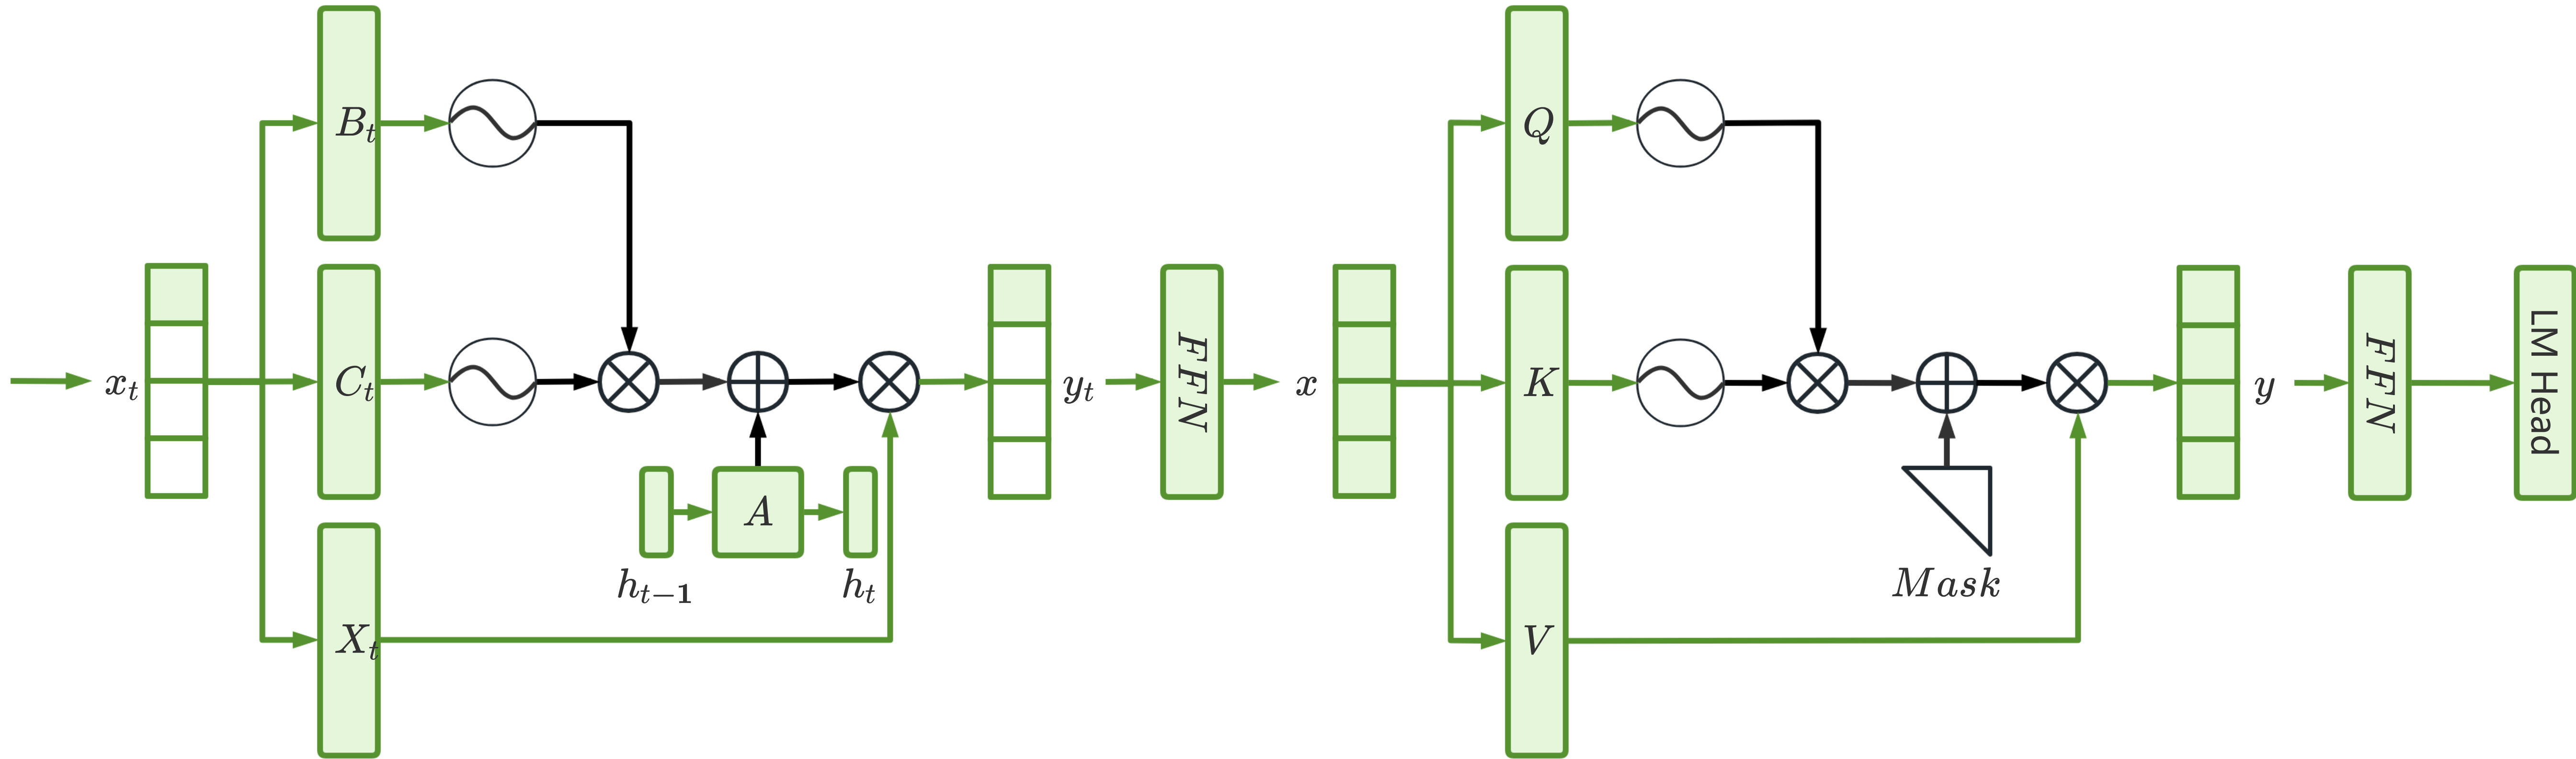 x_t
B_t
C_t
X_t
h_{t-1}
A
h_t
y_t
FFN
x
Q
K
V
Mask
y
FFN
LM Head